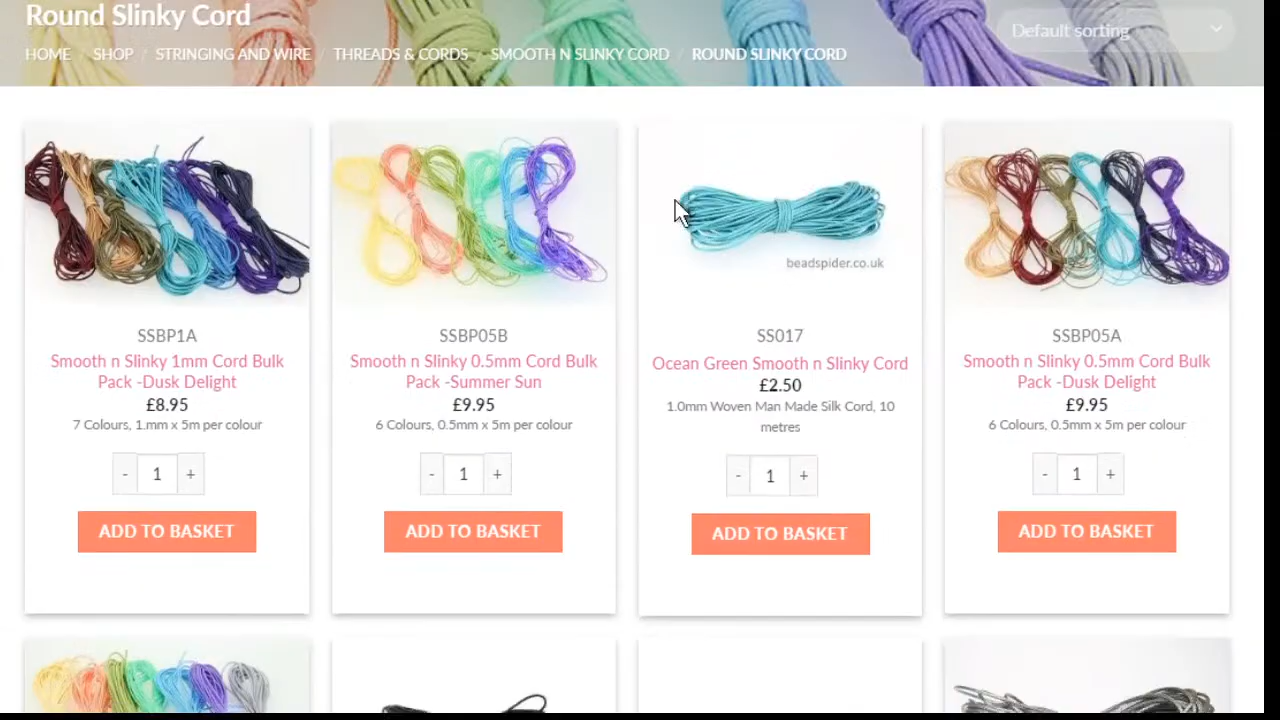 Round Slinky Cord
Default sorting
HOME / SHOP / STRINGING AND WIRE / THREADS & CORDS / SMOOTH N SLINKY CORD / ROUND SLINKY CORD
beadspider.co.uk
SSBP1A
Smooth n Slinky 1mm Cord Bulk
Pack -Dusk Delight
£8.95
7 Colours, 1.mm x 5m per colour
- 1 +
ADD TO BASKET
SSBP05B
Smooth n Slinky 0.5mm Cord Bulk
Pack -Summer Sun
£9.95
6 Colours, 0.5mm x 5m per colour
- 1 +
ADD TO BASKET
SS017
Ocean Green Smooth n Slinky Cord
£2.50
1.0mm Woven Man Made Silk Cord, 10
metres
- 1 +
ADD TO BASKET
SSBP05A
Smooth n Slinky 0.5mm Cord Bulk
Pack -Dusk Delight
£9.95
6 Colours, 0.5mm x 5m per colour
- 1 +
ADD TO BASKET